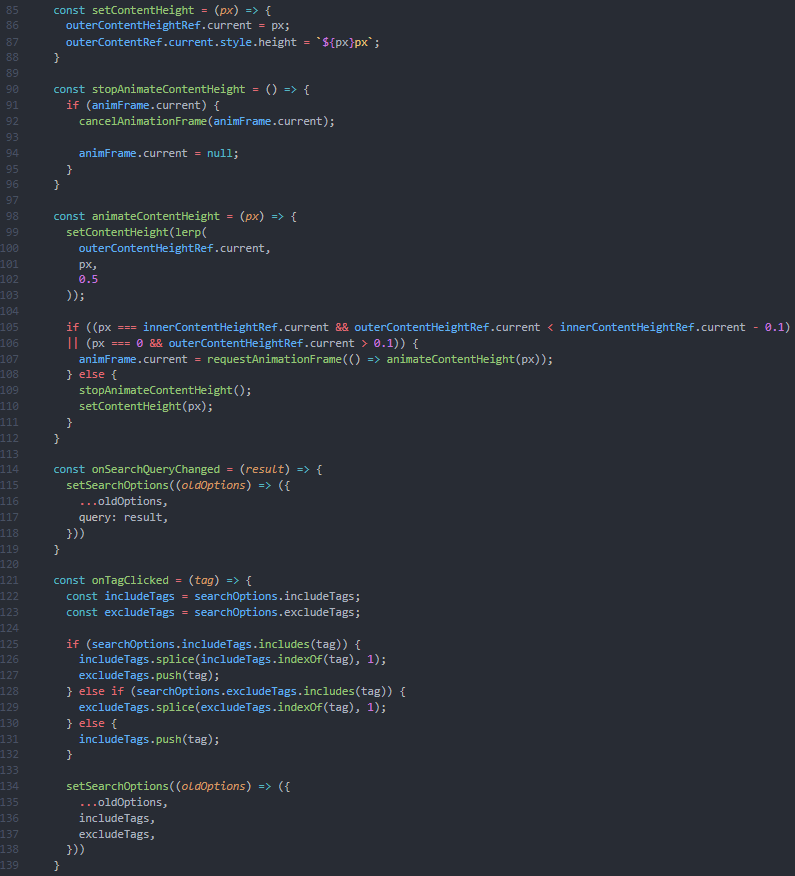 85 const setContentHeight = (px) => {
86 outerContentHeightRef.current = px;
87 outerContentRef.current.style.height = `${px}px`;
88 }
89
90 const stopAnimateContentHeight = () => {
91 if (animFrame.current) {
92 cancelAnimationFrame(animFrame.current);
93
94 animFrame.current = null;
95 }
96 }
97
98 const animateContentHeight = (px) => {
99 setContentHeight(lerp(
100 outerContentHeightRef.current,
101 px,
102 0.5
103 ));
104
105 if ((px === innerContentHeightRef.current && outerContentHeightRef.current < innerContentHeightRef.current - 0.1)
106 || (px === 0 && outerContentHeightRef.current > 0.1)) {
107 animFrame.current = requestAnimationFrame(() => animateContentHeight(px));
108 } else {
109 stopAnimateContentHeight();
110 setContentHeight(px);
111 }
112 }
113
114 const onSearchQueryChanged = (result) => {
115 setSearchOptions((oldOptions) => ({
116 ...oldOptions,
117 query: result,
118 }))
119 }
120
121 const onTagClicked = (tag) => {
122 const includeTags = searchOptions.includeTags;
123 const excludeTags = searchOptions.excludeTags;
124
125 if (searchOptions.includeTags.includes(tag)) {
126 includeTags.splice(includeTags.indexOf(tag), 1);
127 excludeTags.push(tag);
128 } else if (searchOptions.excludeTags.includes(tag)) {
129 excludeTags.splice(excludeTags.indexOf(tag), 1);
130 } else {
131 includeTags.push(tag);
132 }
133
134 setSearchOptions((oldOptions) => ({
135 ...oldOptions,
136 includeTags,
137 excludeTags,
138 }))
139 }